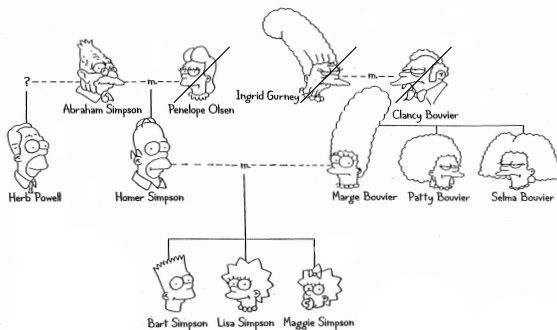 ? m. m.
Abraham Simpson Penelope Olsen Ingrid Gurney Clancy Bouvier
m.
Herb Powell Homer Simpson Marge Bouvier Patty Bouvier Selma Bouvier
Bart Simpson Lisa Simpson Maggie Simpson